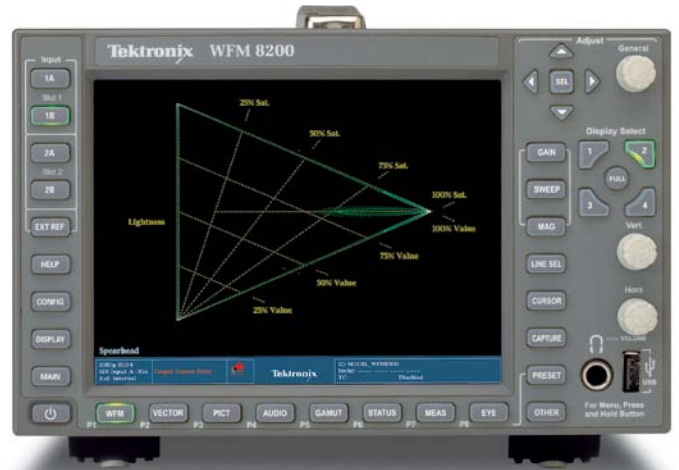 Tektronix WFM 8200
Input
1A
Slot 1
1B
2A
Slot 2
2B
EXT REF
HELP
CONFIG
DISPLAY
MAIN
25% Sat.
50% Sat.
75% Sat.
100% Sat.
Lightness
100% Value
75% Value
50% Value
25% Value
Spearhead
Tektronix
Adjust
General
SEL
Display Select
GAIN
1
2
FULL
SWEEP
3
4
MAG
Vert
LINE SEL
Horz
CURSOR
VOLUME
CAPTURE
PRESET
USB
OTHER
For Menu, Press
and Hold Button
WFM
VECTOR
PICT
AUDIO
GAMUT
STATUS
MEAS
EYE
P1
P2
P3
P4
P5
P6
P7
P8